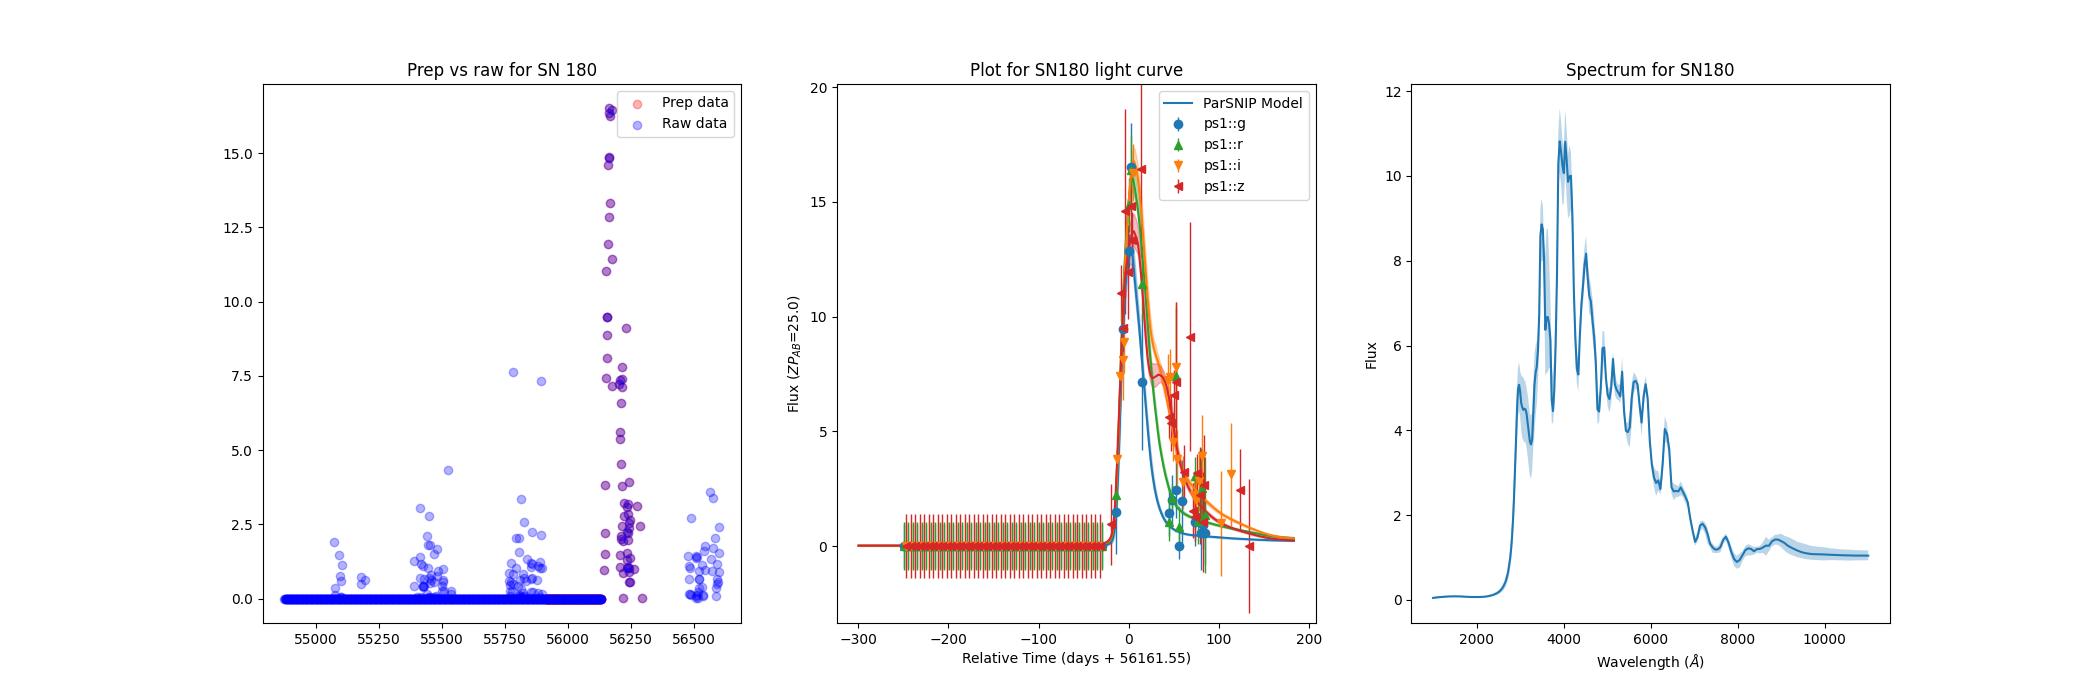 Prep vs raw for SN 180
Prep data
Raw data
15.0
12.5
10.0
7.5
5.0
2.5
0.0
55000
55250
55500
55750
56000
56250
56500
Plot for SN180 light curve
ParSNIP Model
ps1::g
ps1::r
ps1::i
ps1::z
Flux (ZP_AB=25.0)
20
15
10
5
0
−300
−200
−100
0
100
200
Relative Time (days + 56161.55)
Spectrum for SN180
Flux
12
10
8
6
4
2
0
2000
4000
6000
8000
10000
Wavelength (Å)